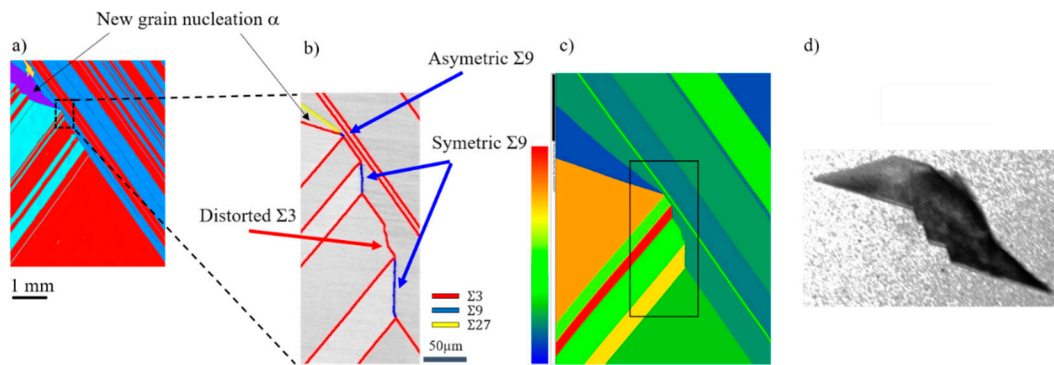 New grain nucleation α
a)
b)
c)
d)
Asymetric Σ9
Symetric Σ9
Distorted Σ3
Σ3
Σ9
Σ27
1 mm
50μm